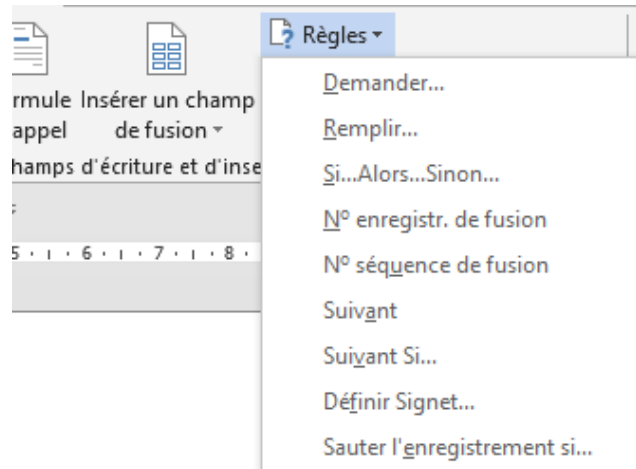 Règles
rmule Insérer un champ
appel de fusion
hamps d'écriture et d'inse
5 6 7 8
Demander...
Remplir...
Si...Alors...Sinon...
Nº enregistr. de fusion
Nº séquence de fusion
Suivant
Suivant Si...
Définir Signet...
Sauter l'enregistrement si...